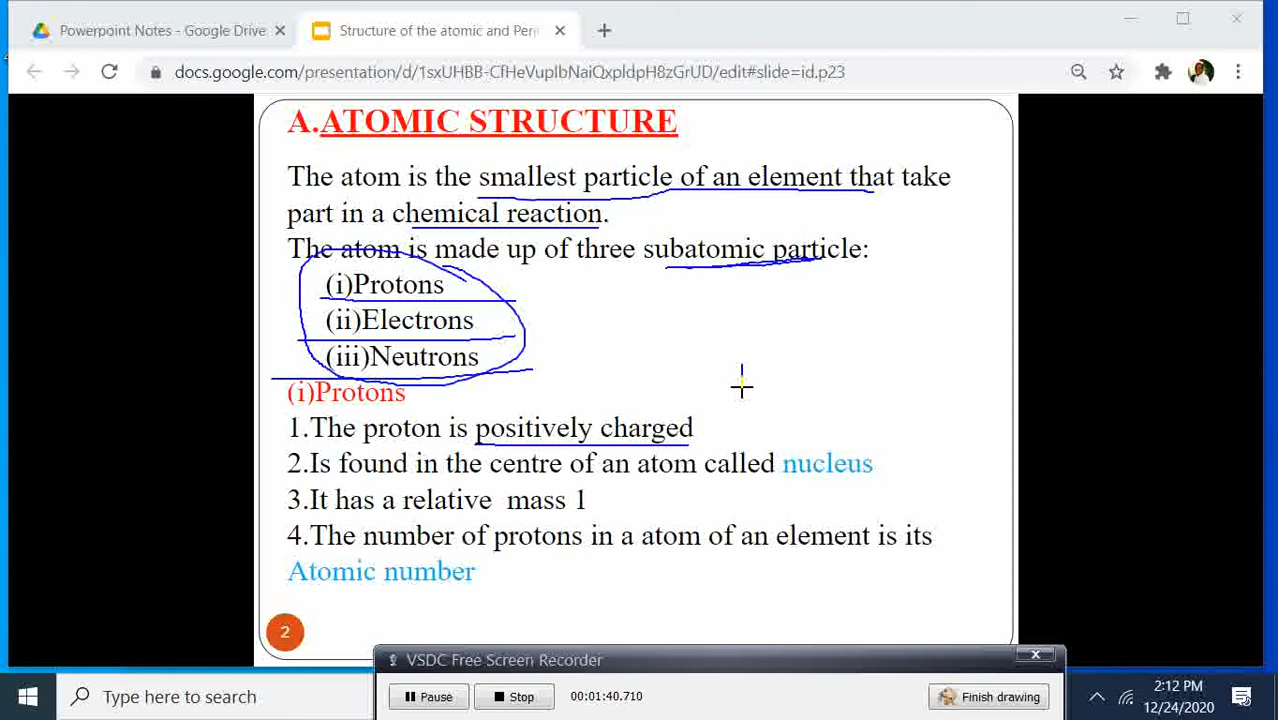 Powerpoint Notes - Google Drive
Structure of the atomic and Peri
docs.google.com/presentation/d/1sxUHBB-CfHeVupIbNaiQxpldpH8zGrUD/edit#slide=id.p23
A.ATOMIC STRUCTURE
The atom is the smallest particle of an element that take
part in a chemical reaction.
The atom is made up of three subatomic particle:
(i)Protons
(ii)Electrons
(iii)Neutrons
(i)Protons
1.The proton is positively charged
2.Is found in the centre of an atom called nucleus
3.It has a relative mass 1
4.The number of protons in a atom of an element is its
Atomic number
2
VSDC Free Screen Recorder
Pause Stop 00:01:40.710 Finish drawing
Type here to search
2:12 PM
12/24/2020